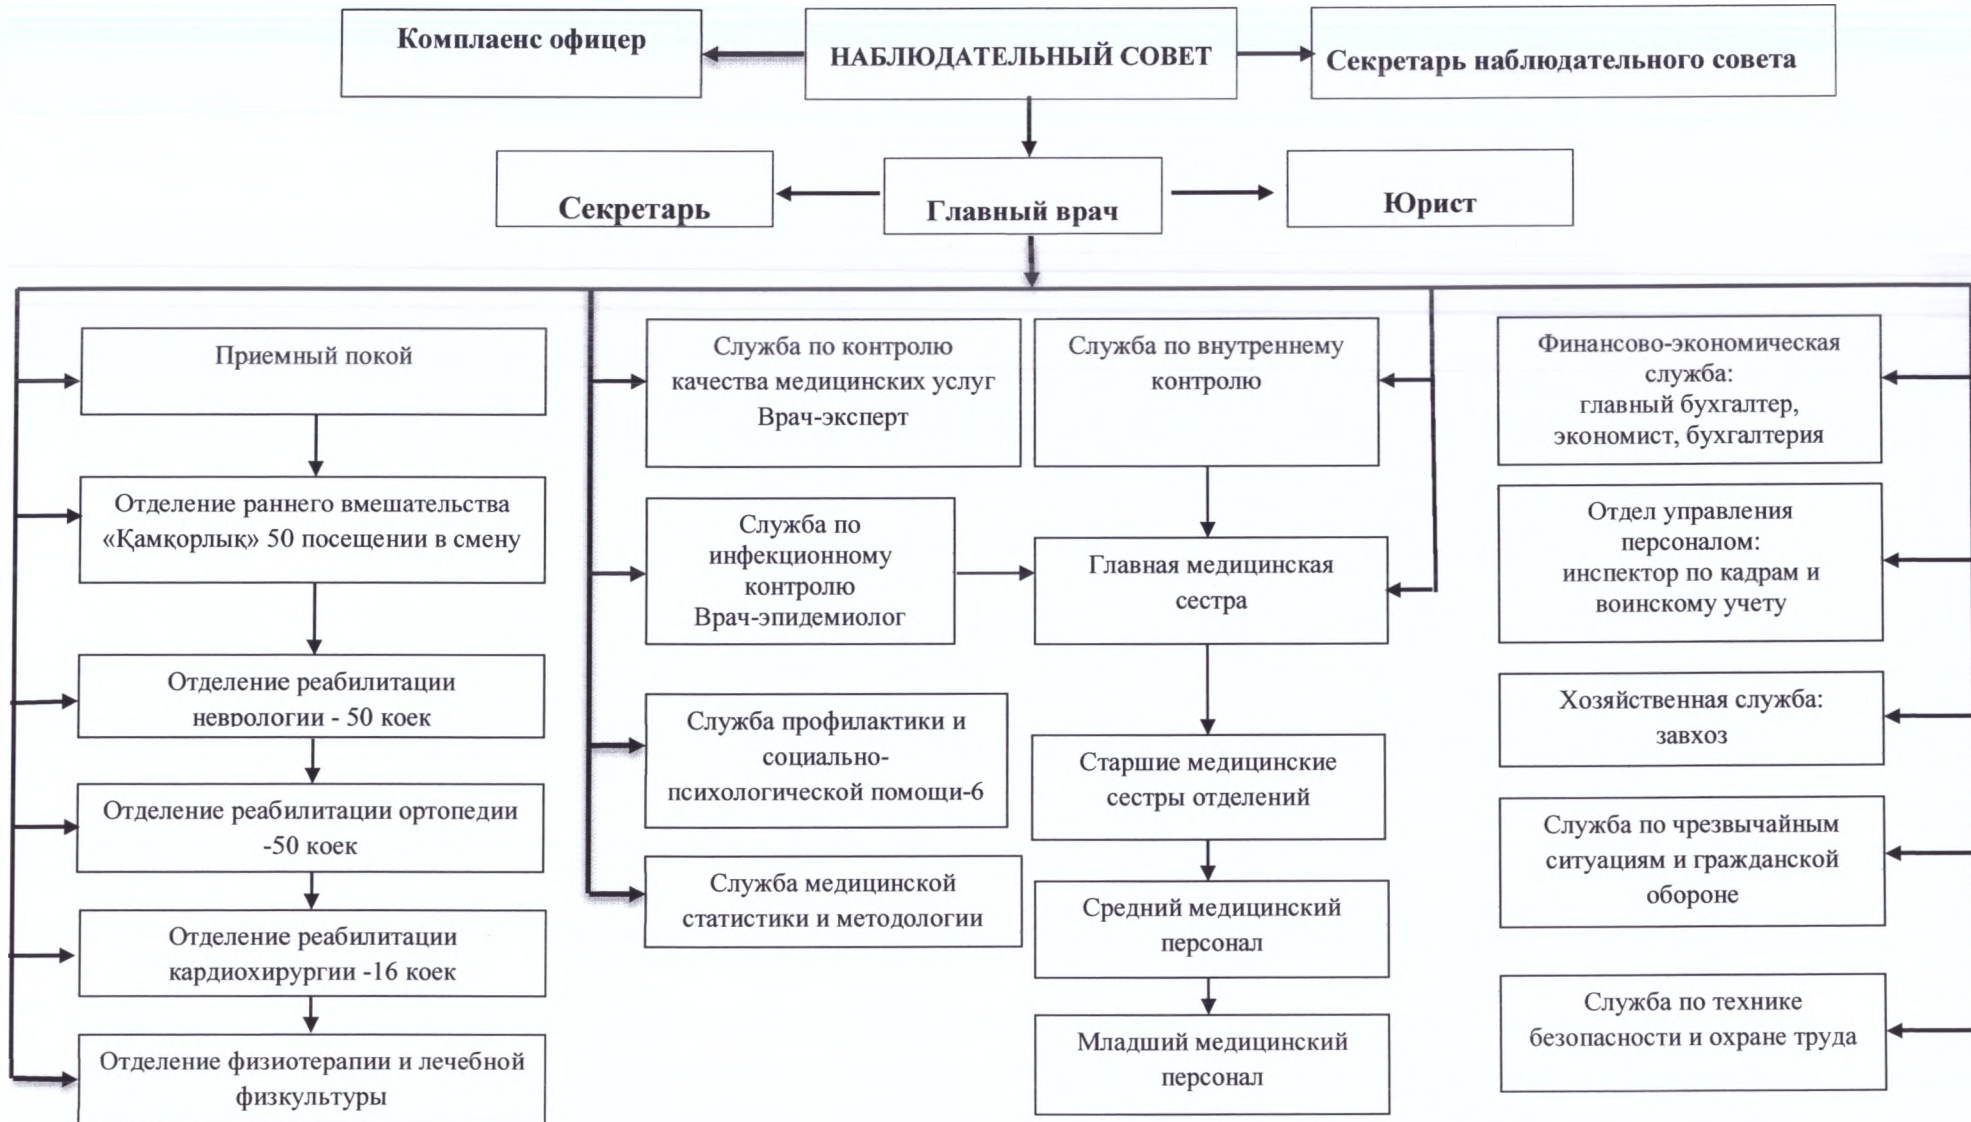 Комплаенс офицер
НАБЛЮДАТЕЛЬНЫЙ СОВЕТ
Секретарь наблюдательного совета
Секретарь
Главный врач
Юрист
Приемный покой
Отделение раннего вмешательства
«Қамқорлық» 50 посещении в смену
Отделение реабилитации
неврологии - 50 коек
Отделение реабилитации ортопедии
-50 коек
Отделение реабилитации
кардиохирургии -16 коек
Отделение физиотерапии и лечебной
физкультуры
Служба по контролю
качества медицинских услуг
Врач-эксперт
Служба по
инфекционному
контролю
Врач-эпидемиолог
Служба профилактики и
социально-
психологической помощи-6
Служба медицинской
статистики и методологии
Служба по внутреннему
контролю
Главная медицинская
сестра
Старшие медицинские
сестры отделений
Средний медицинский
персонал
Младший медицинский
персонал
Финансово-экономическая
служба:
главный бухгалтер,
экономист, бухгалтерия
Отдел управления
персоналом:
инспектор по кадрам и
воинскому учету
Хозяйственная служба:
завхоз
Служба по чрезвычайным
ситуациям и гражданской
обороне
Служба по технике
безопасности и охране труда